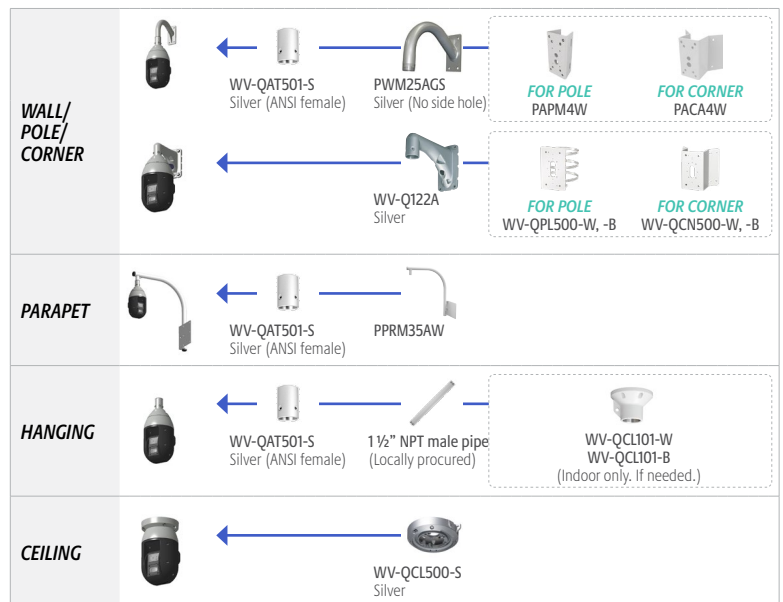 WALL/
POLE/
CORNER
WV-QAT501-S
Silver (ANSI female)
PWM25AGS
Silver (No side hole)
FOR POLE
PAPM4W
FOR CORNER
PACA4W
WV-Q122A
Silver
FOR POLE
WV-QPL500-W, -B
FOR CORNER
WV-QCN500-W, -B
PARAPET
WV-QAT501-S
Silver (ANSI female)
PPRM35AW
HANGING
WV-QAT501-S
Silver (ANSI female)
1 ½” NPT male pipe
(Locally procured)
WV-QCL101-W
WV-QCL101-B
(Indoor only. If needed.)
CEILING
WV-QCL500-S
Silver